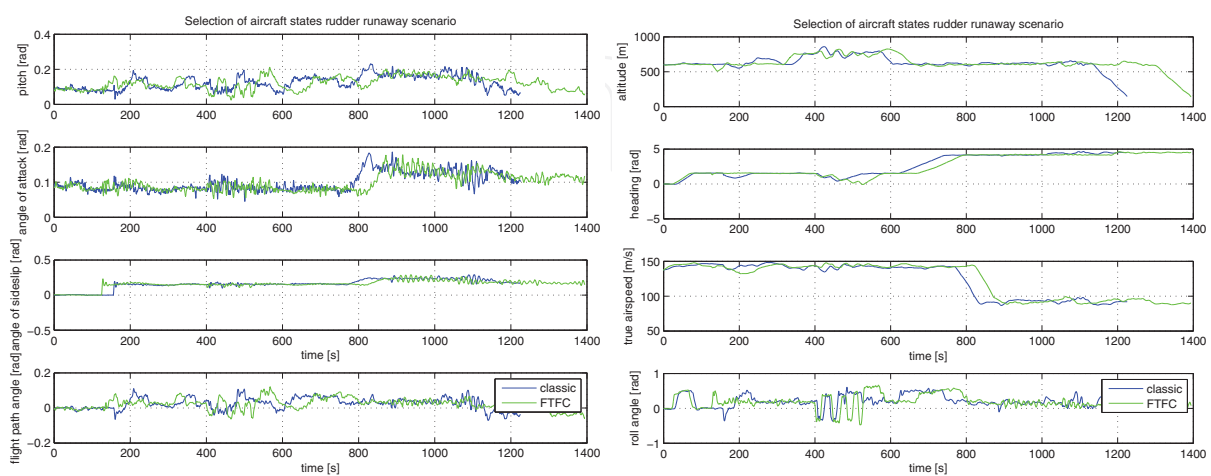 Selection of aircraft states rudder runaway scenario
pitch [rad]
0.4
0.2
0
0 200 400 600 800 1000 1200 1400
angle of attack [rad]
0.2
0.1
0
0 200 400 600 800 1000 1200 1400
angle of sideslip [rad]
0.5
0
−0.5
0 200 400 600 800 1000 1200 1400
time [s]
flight path angle [rad]
0.2
0
−0.2
0 200 400 600 800 1000 1200 1400
time [s]
classic
FTFC
Selection of aircraft states rudder runaway scenario
altitude [m]
1000
500
0
0 200 400 600 800 1000 1200 1400
heading [rad]
5
0
−5
0 200 400 600 800 1000 1200 1400
true airspeed [m/s]
150
100
50
0 200 400 600 800 1000 1200 1400
time [s]
roll angle [rad]
1
0
−1
0 200 400 600 800 1000 1200 1400
time [s]
classic
FTFC